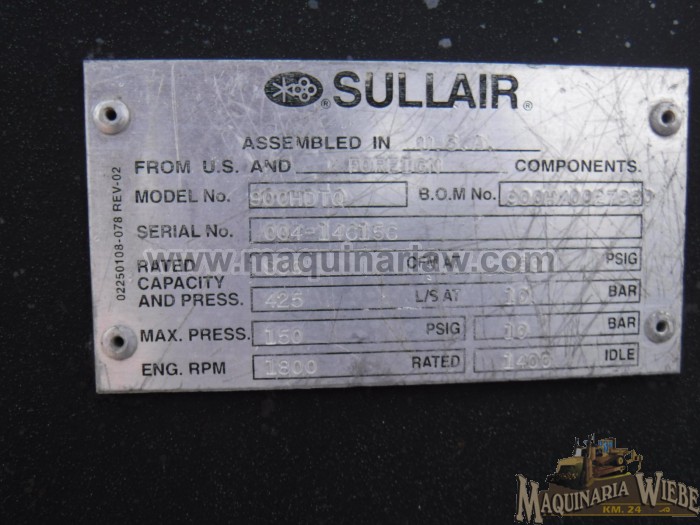 SULLAIR
ASSEMBLED IN U.S.A.
FROM U.S. AND FOREIGN COMPONENTS.
MODEL No. 900HDTQ B.O.M No.
SERIAL No.
www.maquinariaw.com
RATED CAPACITY AND PRESS. CFM AT PSIG
425 L/S AT 10 BAR
MAX. PRESS. 150 PSIG 10 BAR
ENG. RPM 1800 RATED 1400 IDLE
02250108-078 REV-02
MAQUINARIA WIEBE
KM. 24